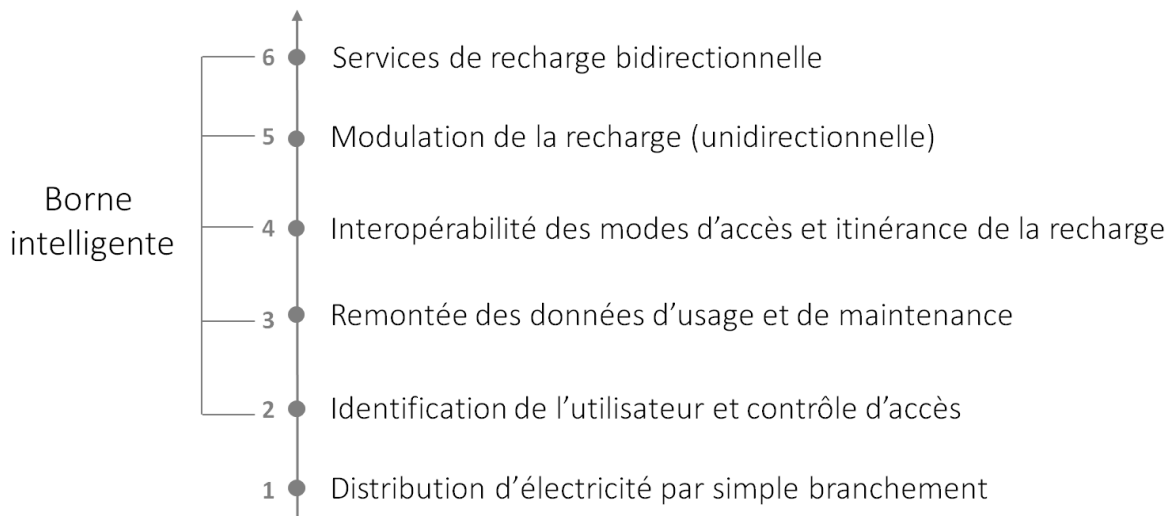 6 Services de recharge bidirectionnelle
5 Modulation de la recharge (unidirectionnelle)
Borne
intelligente
4 Interopérabilité des modes d'accès et itinérance de la recharge
3 Remontée des données d'usage et de maintenance
2 Identification de l'utilisateur et contrôle d'accès
1 Distribution d'électricité par simple branchement